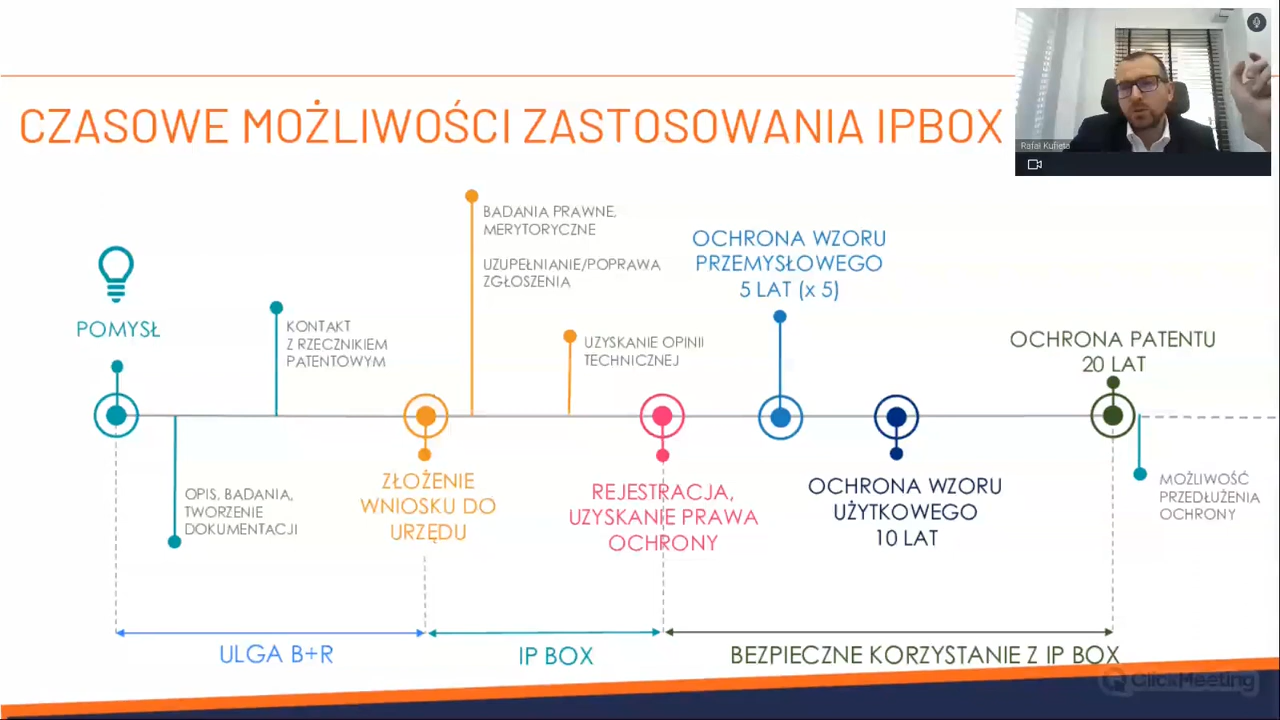 CZASOWE MOŻLIWOŚCI ZASTOSOWANIA IPBOX
Rafał Kufieta
BADANIA PRAWNE,
MERYTORYCZNE
UZUPEŁNIANIE/POPRAWA
ZGŁOSZENIA
OCHRONA WZORU
PRZEMYSŁOWEGO
5 LAT (x 5)
POMYSŁ
KONTAKT
Z RZECZNIKIEM
PATENTOWYM
UZYSKANIE OPINII
TECHNICZNEJ
OCHRONA PATENTU
20 LAT
OPIS, BADANIA,
TWORZENIE
DOKUMENTACJI
ZŁOŻENIE
WNIOSKU DO
URZĘDU
REJESTRACJA,
UZYSKANIE PRAWA
OCHRONY
OCHRONA WZORU
UŻYTKOWEGO
10 LAT
MOŻLIWOŚĆ
PRZEDŁUŻENIA
OCHRONY
ULGA B+R
IP BOX
BEZPIECZNE KORZYSTANIE Z IP BOX
ClickMeeting